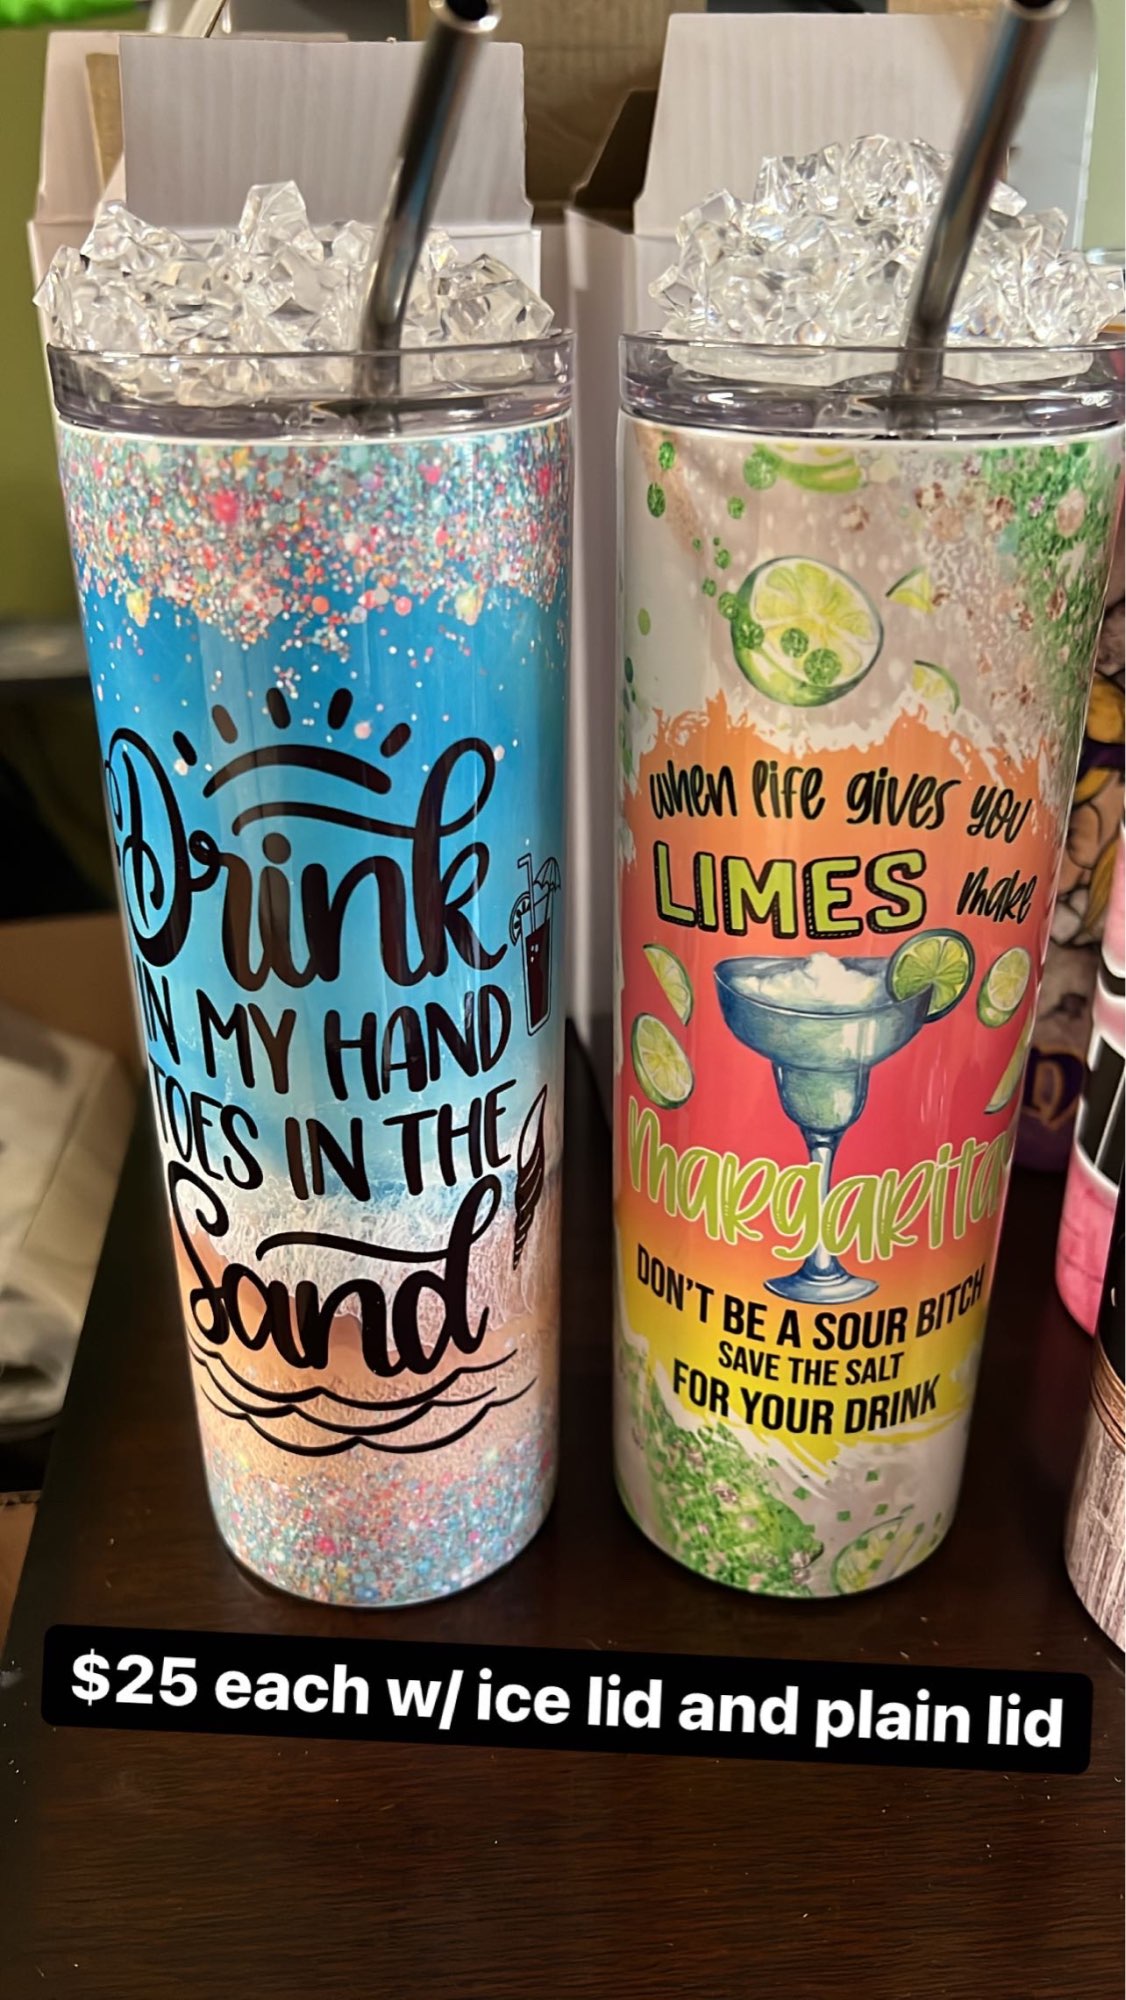 Drink
IN MY HAND
TOES IN THE
Sand
when life gives you
LIMES make
margaritas
DON'T BE A SOUR BITCH
SAVE THE SALT
FOR YOUR DRINK
$25 each w/ ice lid and plain lid